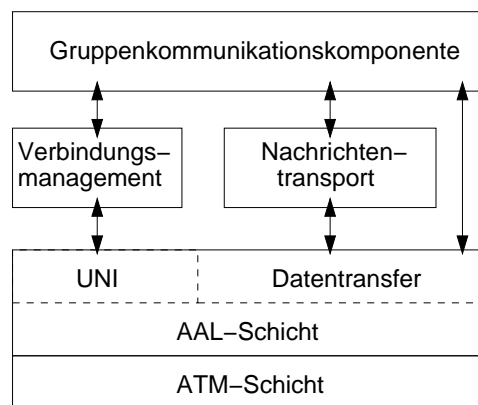 Gruppenkommunikationskomponente
Verbindungs−
management
Nachrichten−
transport
UNI
Datentransfer
AAL−Schicht
ATM−Schicht